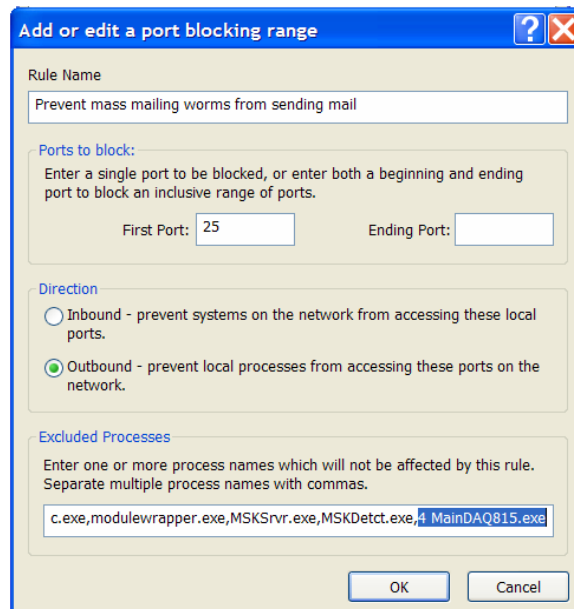 Add or edit a port blocking range
Rule Name
Prevent mass mailing worms from sending mail
Ports to block:
Enter a single port to be blocked, or enter both a beginning and ending
port to block an inclusive range of ports.
First Port: 25 Ending Port:
Direction
Inbound - prevent systems on the network from accessing these local
ports.
Outbound - prevent local processes from accessing these ports on the
network.
Excluded Processes
Enter one or more process names which will not be affected by this rule.
Separate multiple process names with commas.
c.exe,modulewrapper.exe,MSKSrvr.exe,MSKDetct.exe,4 MainDAQ815.exe
OK Cancel